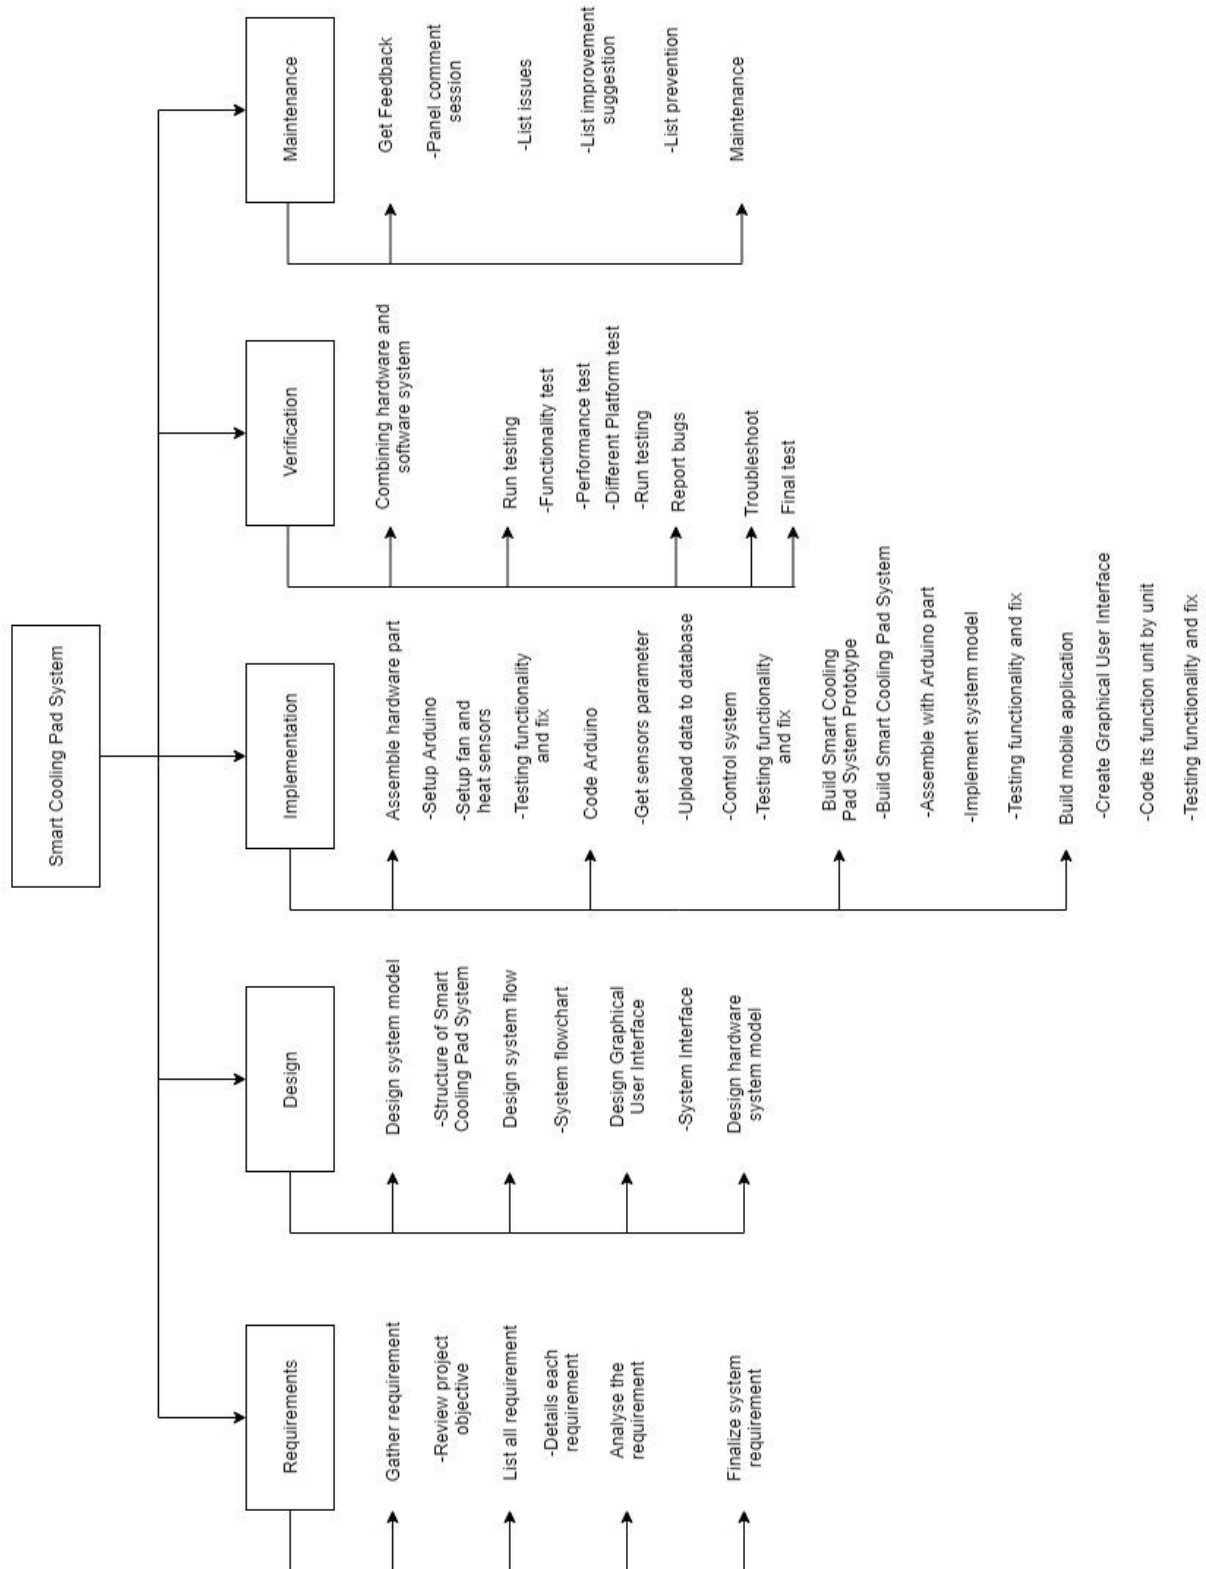 Smart Cooling Pad System
Requirements
Gather requirement
-Review project
objective
List all requirement
-Details each
requirement
Analyse the
requirement
Finalize system
requirement
Design
Design system model
-Structure of Smart
Cooling Pad System
Design system flow
-System flowchart
Design Graphical
User Interface
-System Interface
Design hardware
system model
Implementation
Assemble hardware part
-Setup Arduino
-Setup fan and
heat sensors
-Testing functionality
and fix
Code Arduino
-Get sensors parameter
-Upload data to database
-Control system
-Testing functionality
and fix
Build Smart Cooling
Pad System Prototype
-Build Smart Cooling Pad System
-Assemble with Arduino part
-Implement system model
-Testing functionality and fix
Build mobile application
-Create Graphical User Interface
-Code its function unit by unit
-Testing functionality and fix
Verification
Combining hardware and
software system
Run testing
-Functionality test
-Performance test
-Different Platform test
-Run testing
Report bugs
Troubleshoot
Final test
Maintenance
Get Feedback
-Panel comment
session
-List issues
-List improvement
suggestion
-List prevention
Maintenance